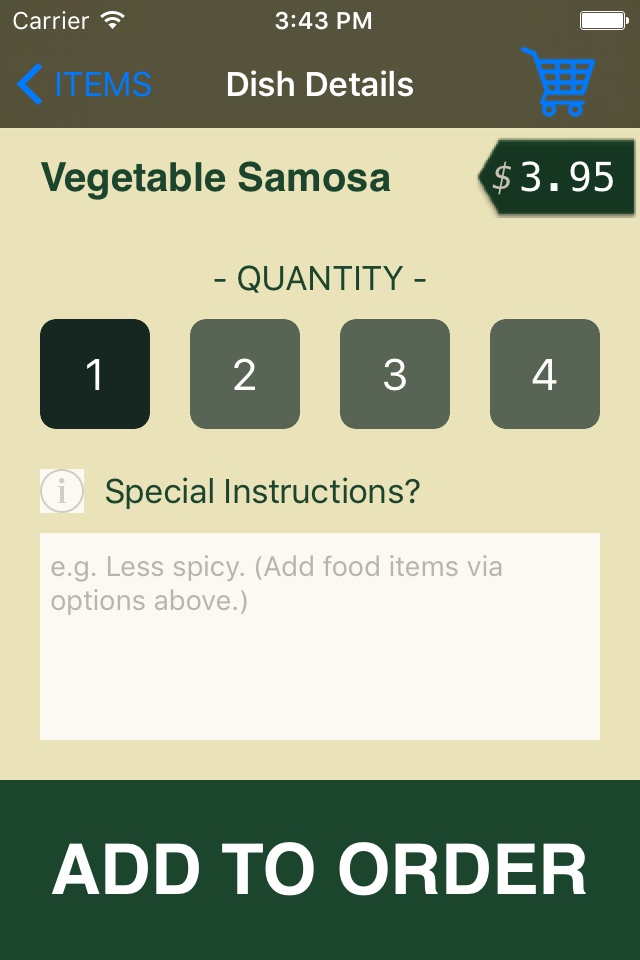 Carrier 3:43 PM
ITEMS Dish Details
Vegetable Samosa $3.95
- QUANTITY -
1 2 3 4
i Special Instructions?
e.g. Less spicy. (Add food items via
options above.)
ADD TO ORDER